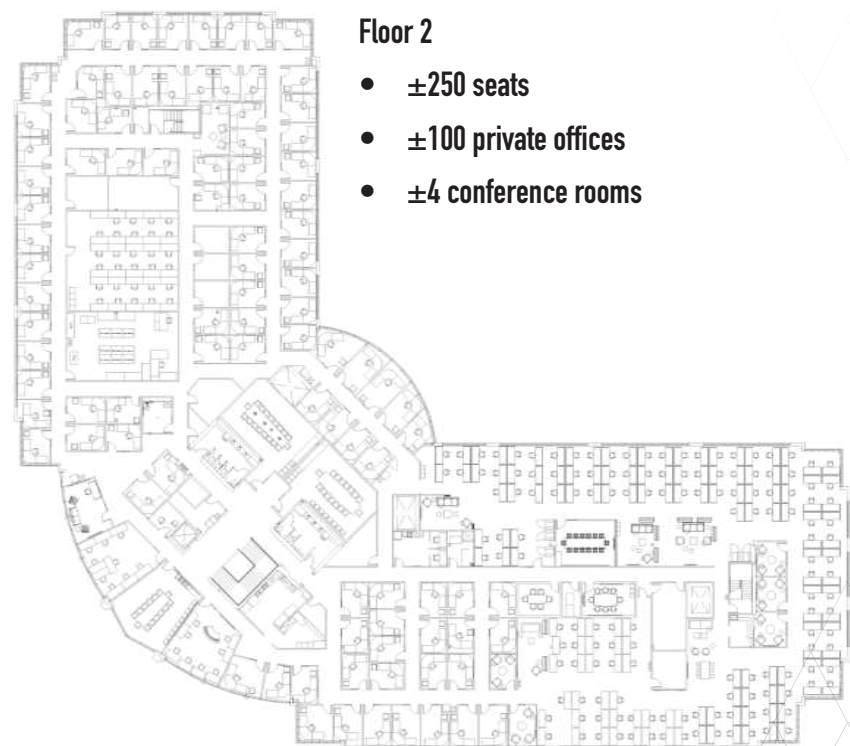 Floor 2
• ±250 seats
• ±100 private offices
• ±4 conference rooms